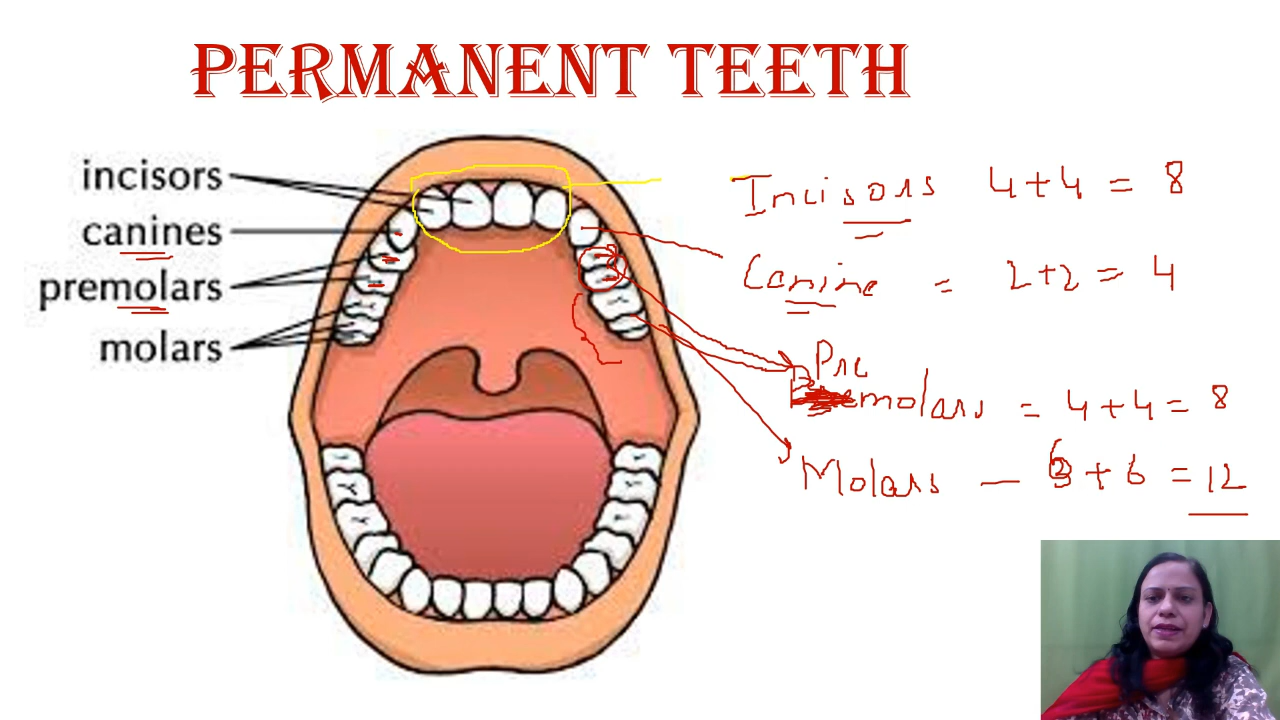 PERMANENT TEETH
incisors
canines
premolars
molars
Incisors 4+4 = 8
Canine = 2+2 = 4
Pre
molars = 4+4 = 8
Molars — 6+6 = 12